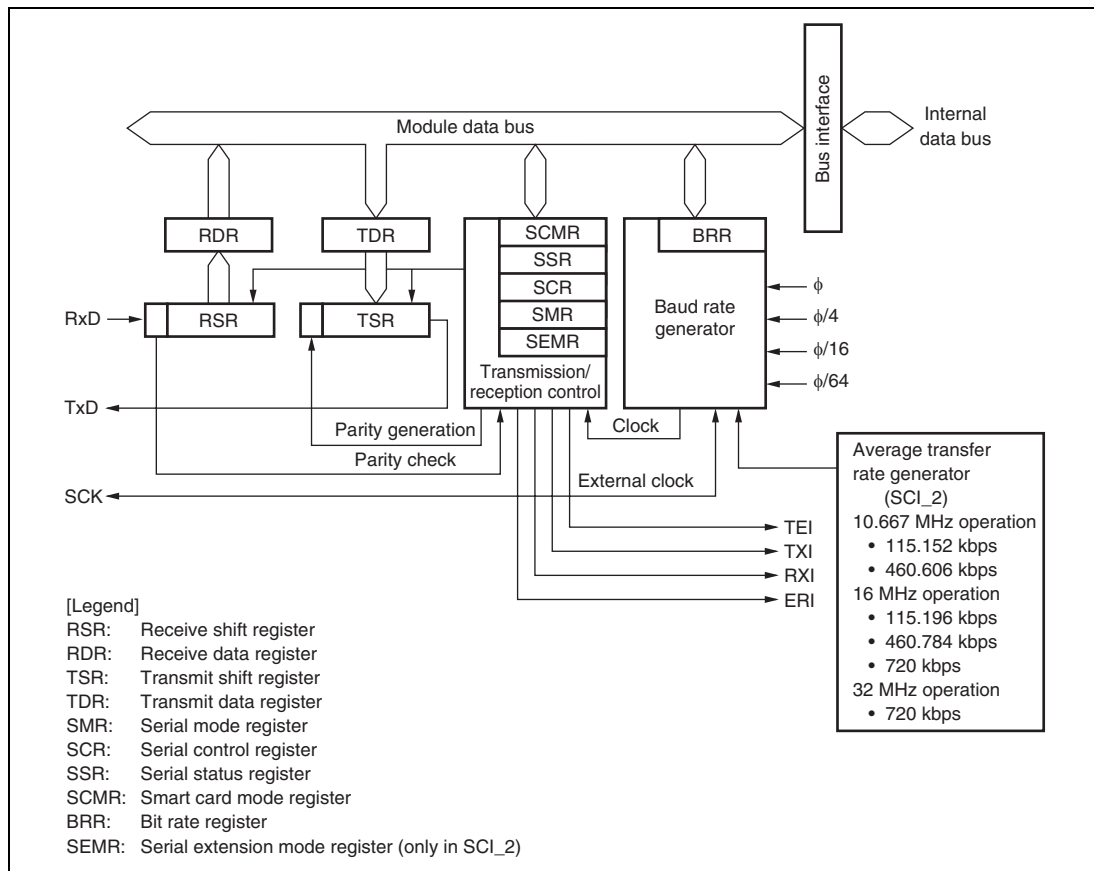 Module data bus
Bus interface
Internal
data bus
RDR
TDR
SCMR
SSR
SCR
SMR
SEMR
Transmission/
reception control
BRR
Baud rate
generator
ϕ
ϕ/4
ϕ/16
ϕ/64
RxD
RSR
TSR
TxD
Parity generation
Parity check
Clock
External clock
SCK
TEI
TXI
RXI
ERI
Average transfer
rate generator
(SCI_2)
10.667 MHz operation
• 115.152 kbps
• 460.606 kbps
16 MHz operation
• 115.196 kbps
• 460.784 kbps
• 720 kbps
32 MHz operation
• 720 kbps
[Legend]
RSR: Receive shift register
RDR: Receive data register
TSR: Transmit shift register
TDR: Transmit data register
SMR: Serial mode register
SCR: Serial control register
SSR: Serial status register
SCMR: Smart card mode register
BRR: Bit rate register
SEMR: Serial extension mode register (only in SCI_2)